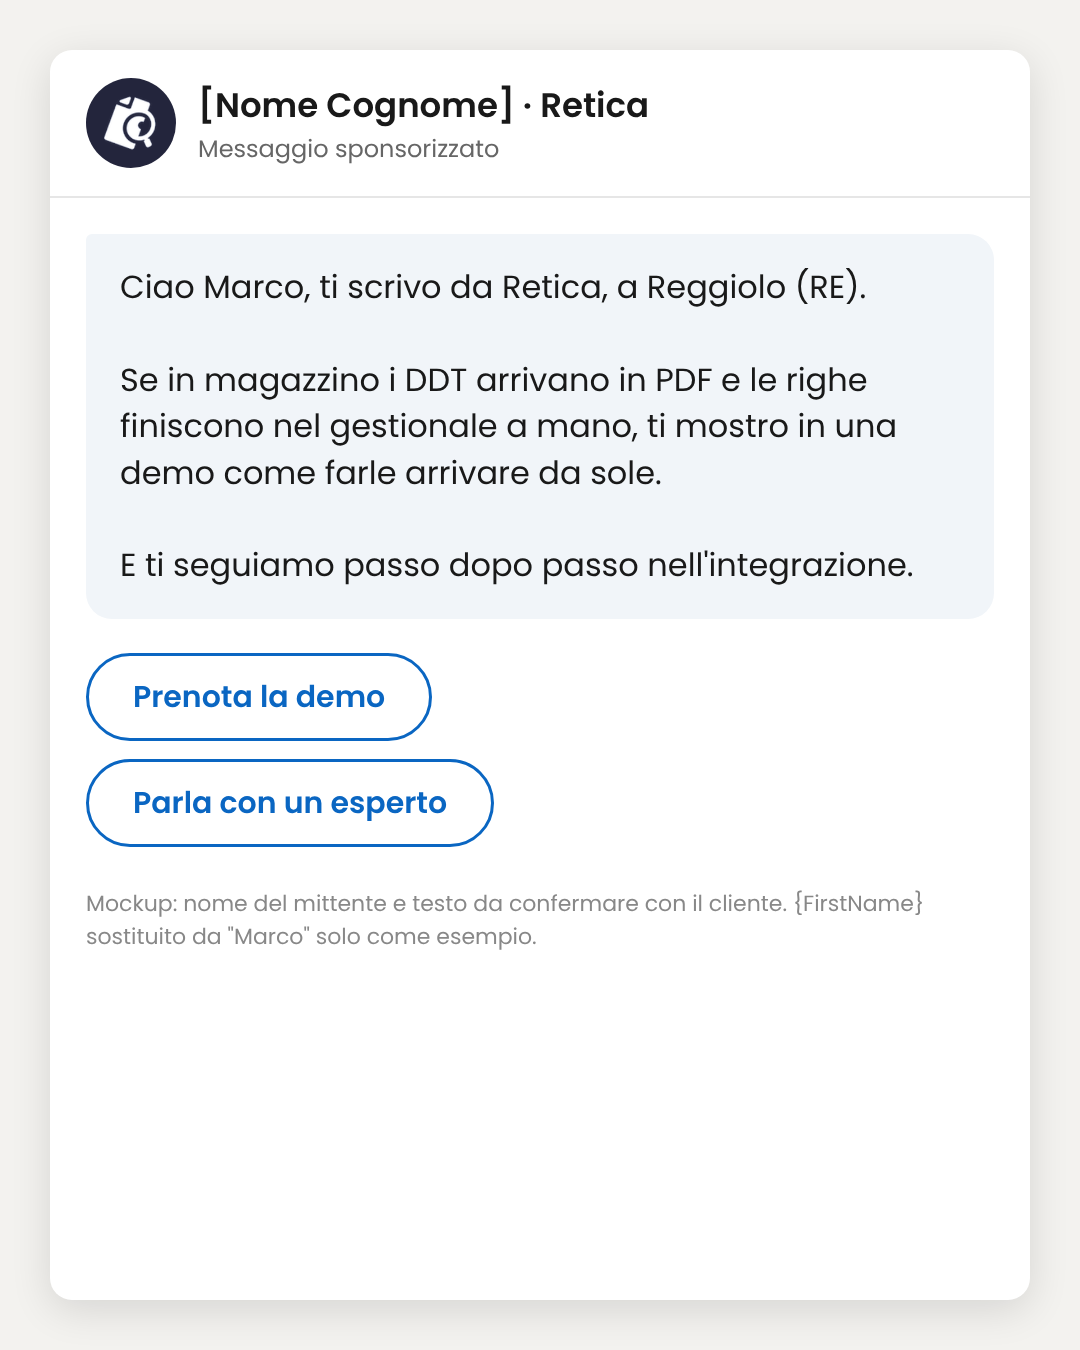 [Nome Cognome] · Retica
Messaggio sponsorizzato
Ciao Marco, ti scrivo da Retica, a Reggiolo (RE).
Se in magazzino i DDT arrivano in PDF e le righe
finiscono nel gestionale a mano, ti mostro in una
demo come farle arrivare da sole.
E ti seguiamo passo dopo passo nell'integrazione.
Prenota la demo
Parla con un esperto
Mockup: nome del mittente e testo da confermare con il cliente. {FirstName}
sostituito da "Marco" solo come esempio.